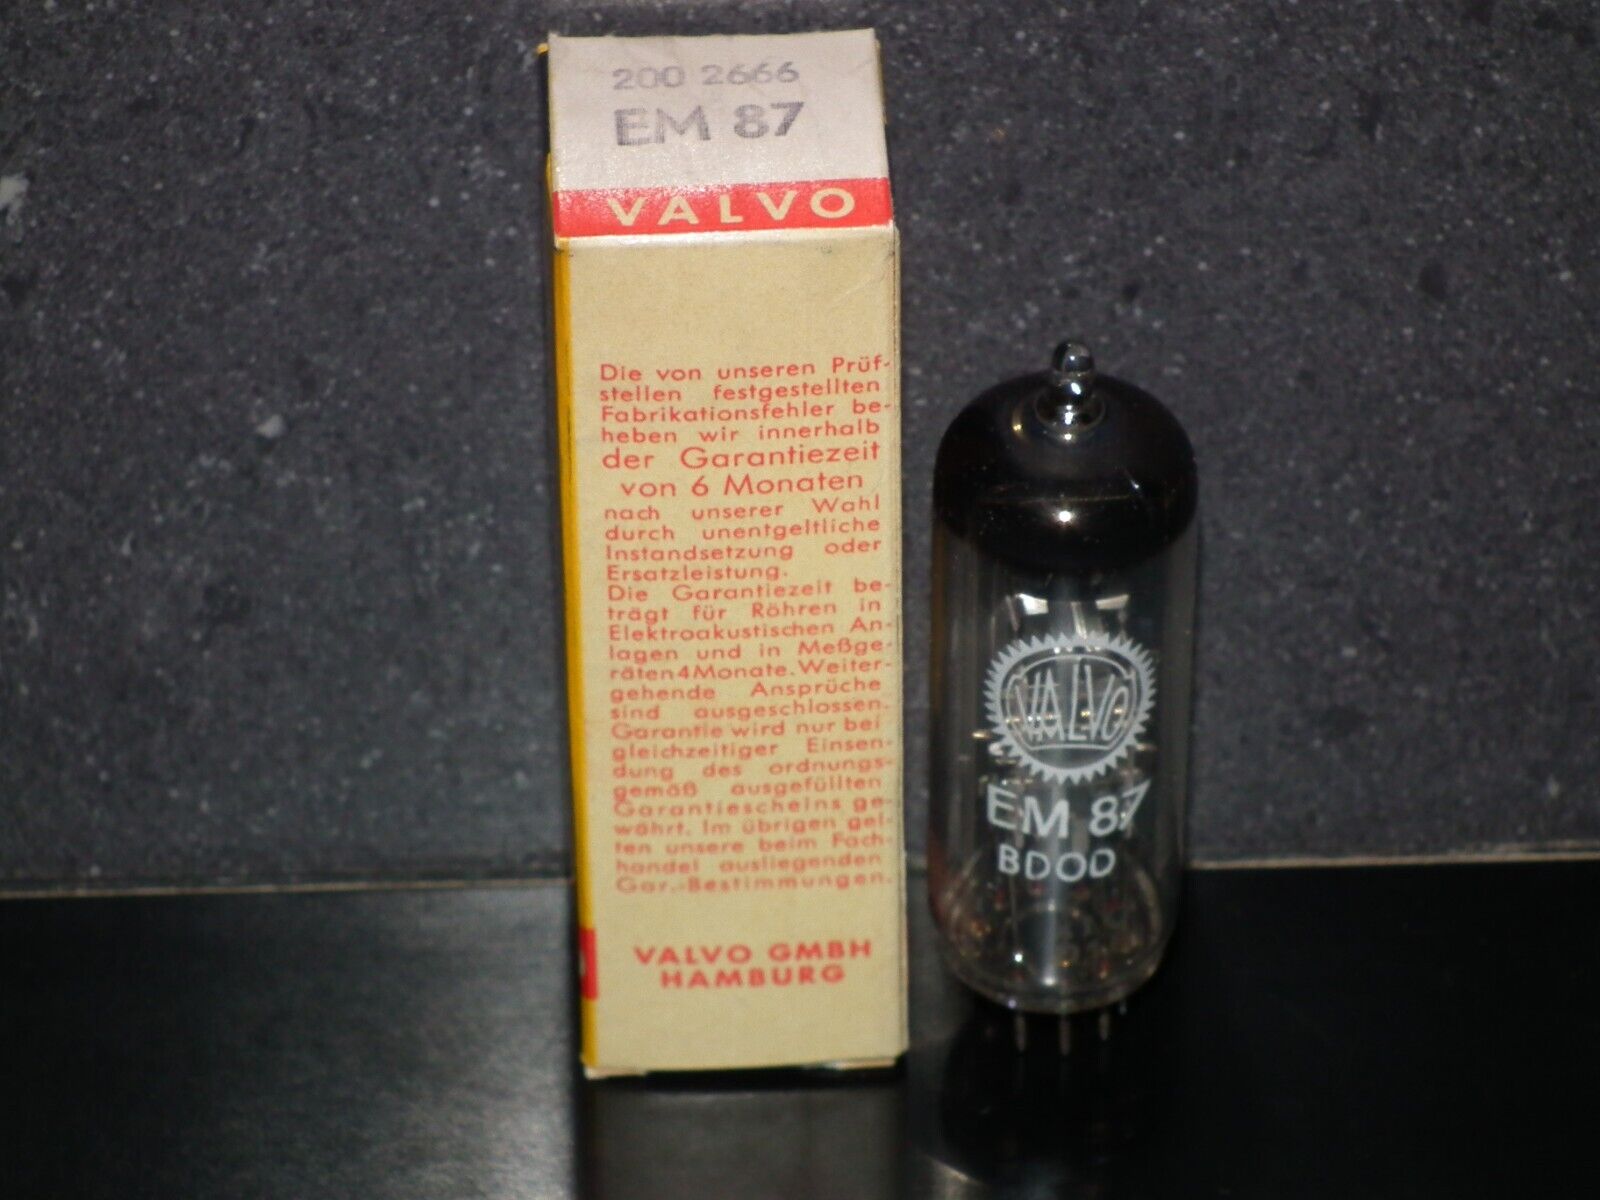 200 2666
EM 87
VALVO
Die von unseren Prüf-
stellen festgestellten
Fabrikationsfehler be-
heben wir innerhalb
der Garantiezeit
von 6 Monaten
nach unserer Wahl
durch unentgeltliche
Instandsetzung oder
Ersatzleistung.
Die Garantiezeit be-
trägt für Röhren in
Elektroakustischen An-
lagen und in Meßge-
räten 4 Monate. Weiter-
gehende Ansprüche
sind ausgeschlossen.
Garantie wird nur bei
gleichzeitiger Einsen-
dung des ordnungs-
gemäß ausgefüllten
Garantiescheins ge-
währt. Im übrigen gel-
ten unsere beim Fach-
handel ausliegenden
Gar.-Bestimmungen.
VALVO GMBH
HAMBURG
VALVO
EM 87
BDOD